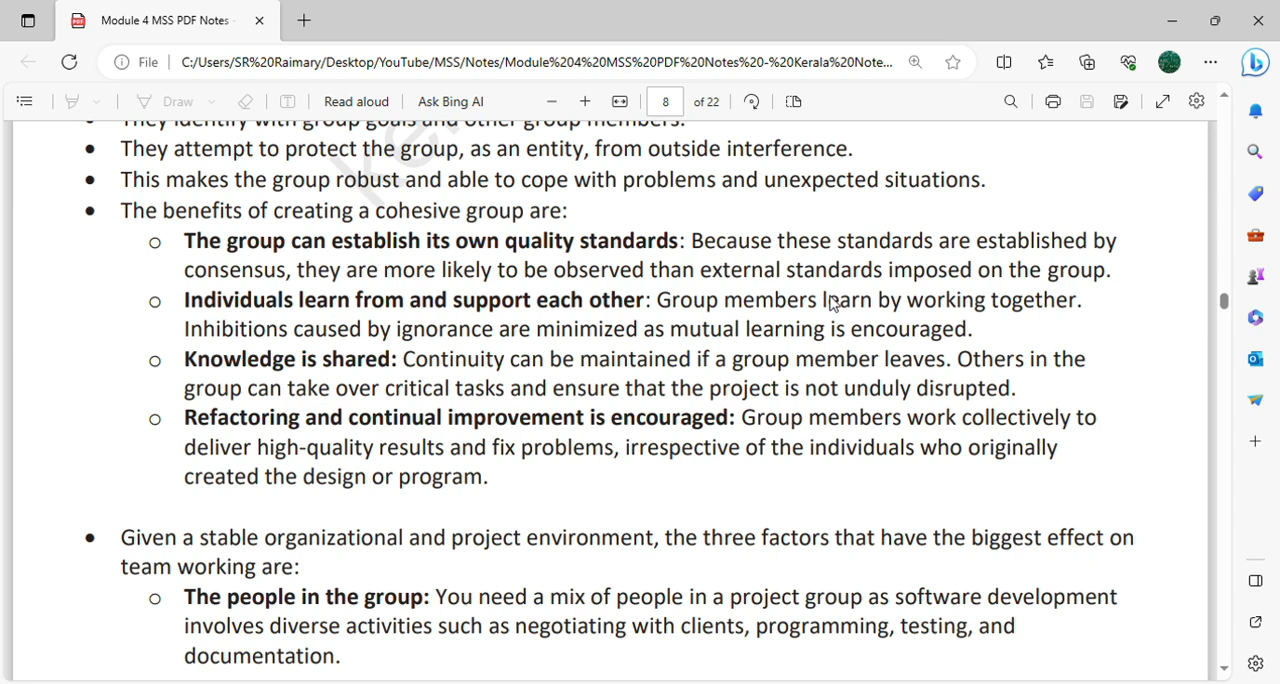 Module 4 MSS PDF Notes -
File C:/Users/SR%20Raimary/Desktop/YouTube/MSS/Notes/Module%204%20MSS%20PDF%20Notes%20-%20Kerala%20Note...
Draw Read aloud Ask Bing AI 8 of 22
They identify with group goals and other group members.
• They attempt to protect the group, as an entity, from outside interference.
• This makes the group robust and able to cope with problems and unexpected situations.
• The benefits of creating a cohesive group are:
o The group can establish its own quality standards: Because these standards are established by
consensus, they are more likely to be observed than external standards imposed on the group.
o Individuals learn from and support each other: Group members learn by working together.
Inhibitions caused by ignorance are minimized as mutual learning is encouraged.
o Knowledge is shared: Continuity can be maintained if a group member leaves. Others in the
group can take over critical tasks and ensure that the project is not unduly disrupted.
o Refactoring and continual improvement is encouraged: Group members work collectively to
deliver high-quality results and fix problems, irrespective of the individuals who originally
created the design or program.
• Given a stable organizational and project environment, the three factors that have the biggest effect on
team working are:
o The people in the group: You need a mix of people in a project group as software development
involves diverse activities such as negotiating with clients, programming, testing, and
documentation.